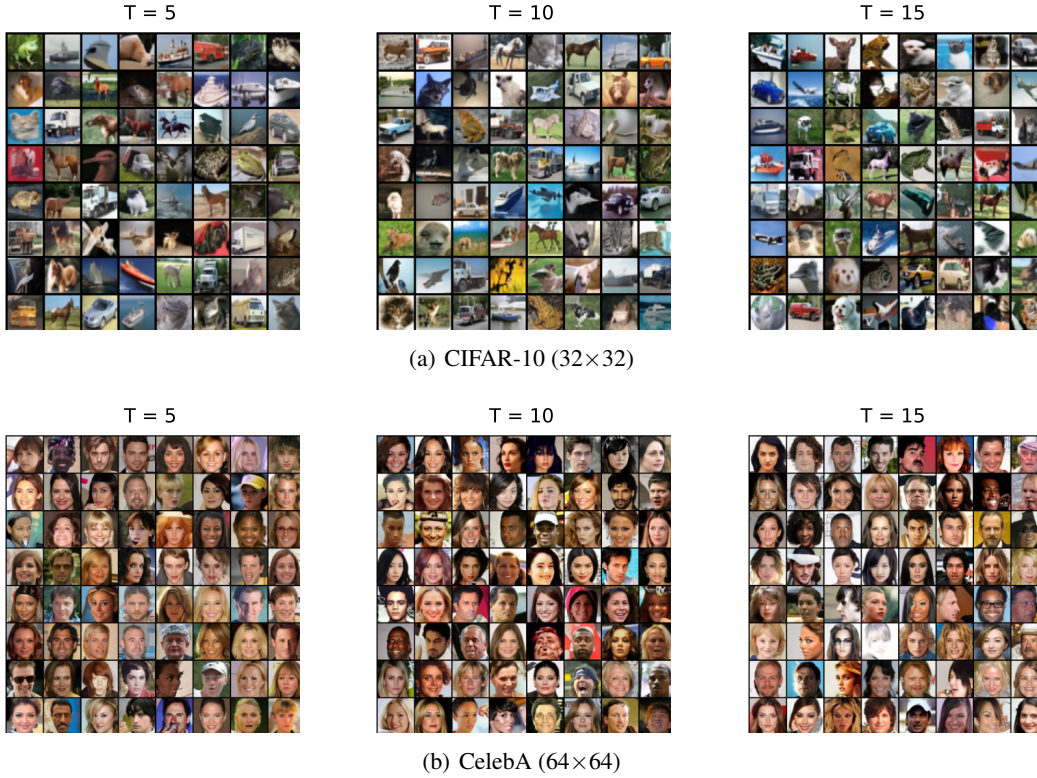 T = 5
T = 10
T = 15
(a) CIFAR-10 (32×32)
T = 5
T = 10
T = 15
(b) CelebA (64×64)